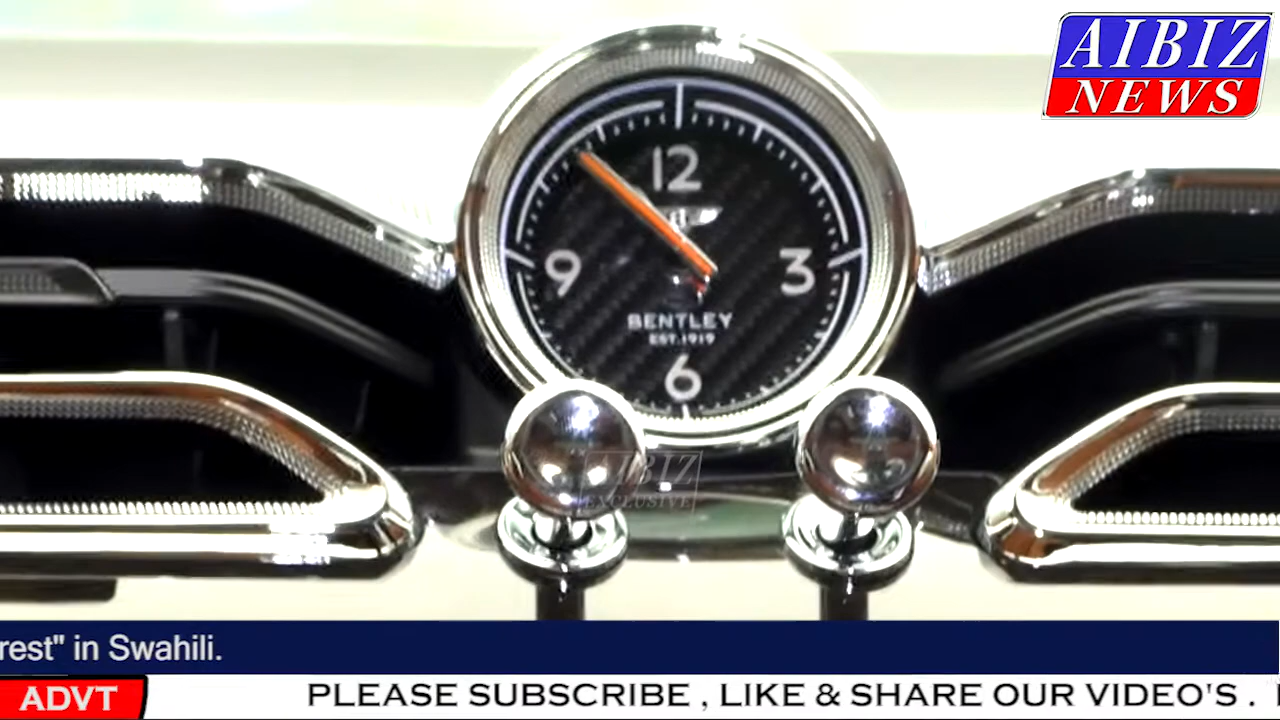 AIBIZ
NEWS
12
9
3
BENTLEY
EST.1919
6
AIBIZ
EXCLUSIVE
rest" in Swahili.
ADVT
PLEASE SUBSCRIBE , LIKE & SHARE OUR VIDEO'S .